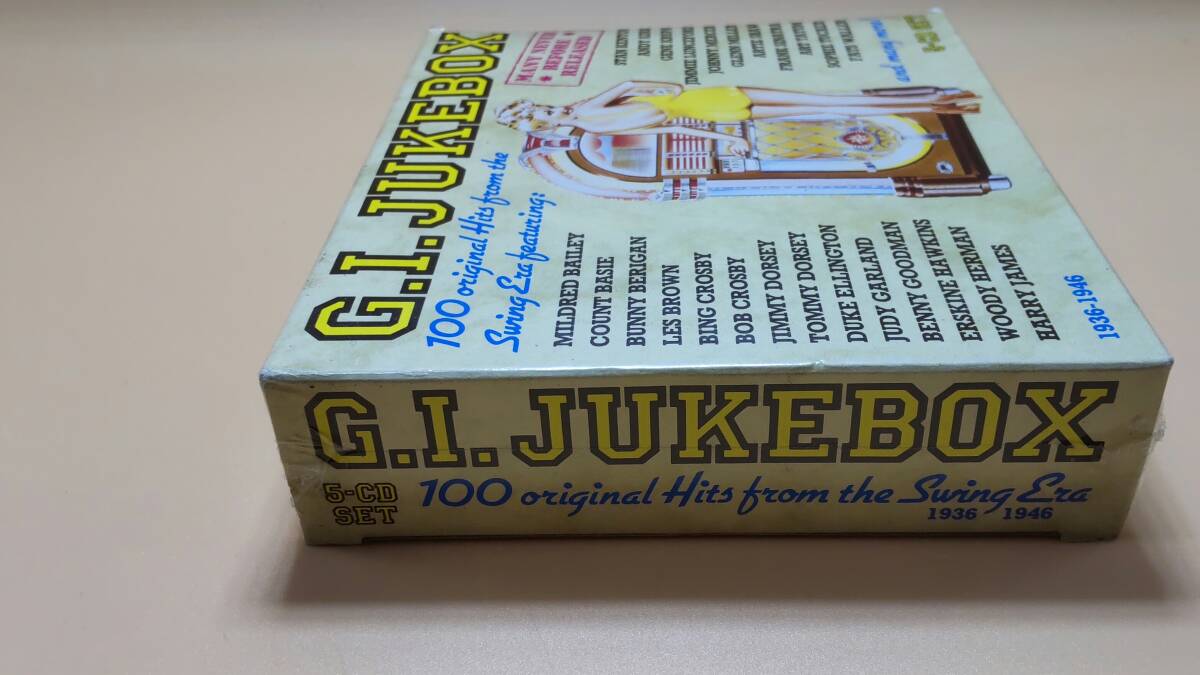 G.I. JUKEBOX
100 original Hits from the
Swing Era featuring:
MILDRED BAILEY
COUNT BASIE
BUNNY BERIGAN
LES BROWN
BING CROSBY
BOB CROSBY
JIMMY DORSEY
TOMMY DORSEY
DUKE ELLINGTON
JUDY GARLAND
BENNY GOODMAN
ERSKINE HAWKINS
WOODY HERMAN
HARRY JAMES
1936-1946
MANY NEVER
* BEFORE *
RELEASED
STAN KENTON
ANDY KIRK
GENE KRUPA
JIMMIE LUNCEFORD
JOHNNY MERCER
GLENN MILLER
ARTIE SHAW
FRANK SINATRA
ART TATUM
SOPHIE TUCKER
FATS WALLER
and many more!
5-CD SET
G.I. JUKEBOX
5-CD
SET
100 original Hits from the Swing Era
1936 1946